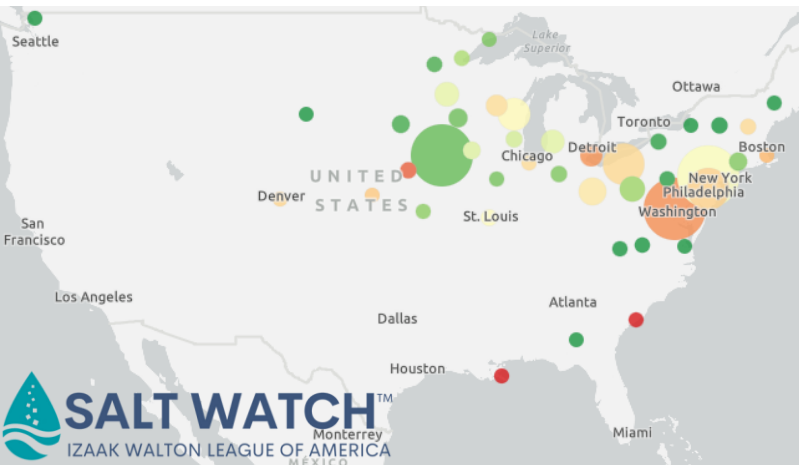 Seattle
Lake
Superior
Ottawa
Toronto
Detroit
Boston
Chicago
UNITED
STATES
Denver
New York
Philadelphia
Washington
St. Louis
San
Francisco
Los Angeles
Dallas
Atlanta
Houston
Miami
Monterrey
MÉXICO
SALT WATCH™
IZAAK WALTON LEAGUE OF AMERICA